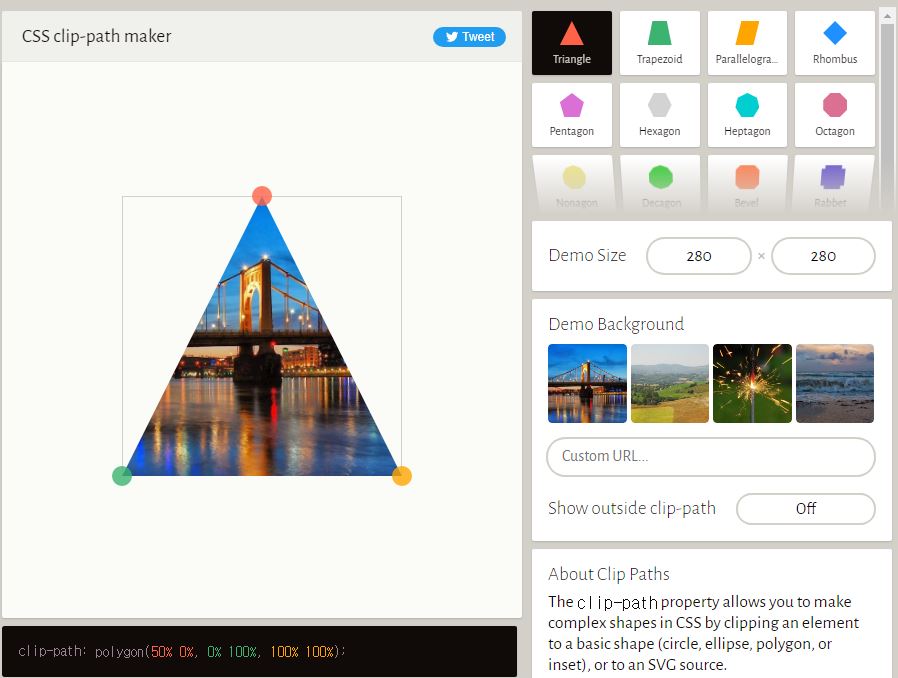 CSS clip-path maker
Tweet
Triangle
Trapezoid
Parallelogra...
Rhombus
Pentagon
Hexagon
Heptagon
Octagon
Nonagon
Decagon
Bevel
Rabbet
Demo Size
280 × 280
Demo Background
Custom URL...
Show outside clip-path
Off
About Clip Paths
The clip-path property allows you to make
complex shapes in CSS by clipping an element
to a basic shape (circle, ellipse, polygon, or
inset), or to an SVG source.
clip-path: polygon(50% 0%, 0% 100%, 100% 100%);